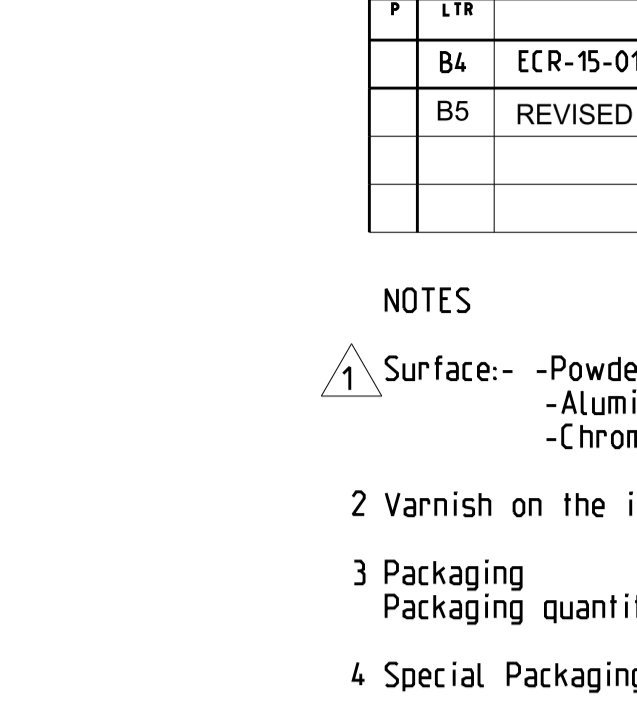 P LTR
B4 ECR-15-01
B5 REVISED
NOTES
1 Surface:- -Powde
-Alumi
-Chrom
2 Varnish on the i
3 Packaging
Packaging quantit
4 Special Packaging